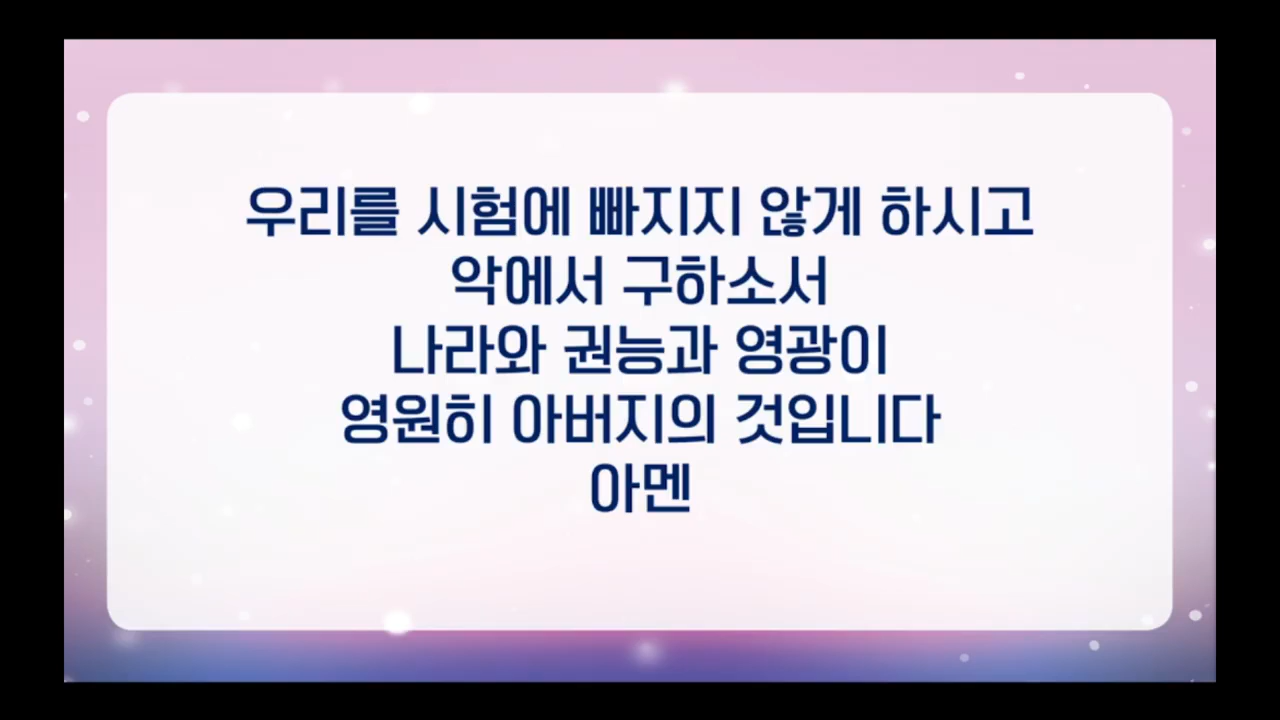 우리를 시험에 빠지지 않게 하시고
악에서 구하소서
나라와 권능과 영광이
영원히 아버지의 것입니다
아멘